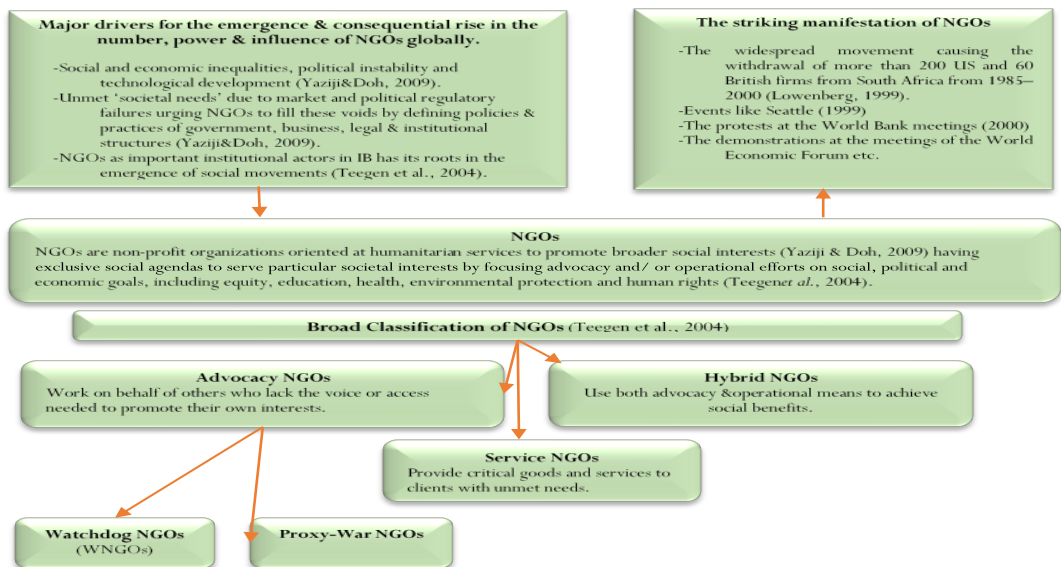 Major drivers for the emergence & consequential rise in the
number, power & influence of NGOs globally.
-Social and economic inequalities, political instability and
technological development (Yaziji&Doh, 2009).
-Unmet ‘societal needs’ due to market and political regulatory
failures urging NGOs to fill these voids by defining policies &
practices of government, business, legal & institutional
structures (Yaziji&Doh, 2009).
-NGOs as important institutional actors in IB has its roots in the
emergence of social movements (Teegen et al., 2004).
The striking manifestation of NGOs
-The widespread movement causing the
withdrawal of more than 200 US and 60
British firms from South Africa from 1985–
2000 (Lowenberg, 1999).
-Events like Seattle (1999)
-The protests at the World Bank meetings (2000)
-The demonstrations at the meetings of the World
Economic Forum etc.
NGOs
NGOs are non-profit organizations oriented at humanitarian services to promote broader social interests (Yaziji & Doh, 2009) having
exclusive social agendas to serve particular societal interests by focusing advocacy and/ or operational efforts on social, political and
economic goals, including equity, education, health, environmental protection and human rights (Teegenet al., 2004).
Broad Classification of NGOs (Teegen et al., 2004)
Advocacy NGOs
Work on behalf of others who lack the voice or access
needed to promote their own interests.
Hybrid NGOs
Use both advocacy &operational means to achieve
social benefits.
Service NGOs
Provide critical goods and services to
clients with unmet needs.
Watchdog NGOs
(WNGOs)
Proxy-War NGOs